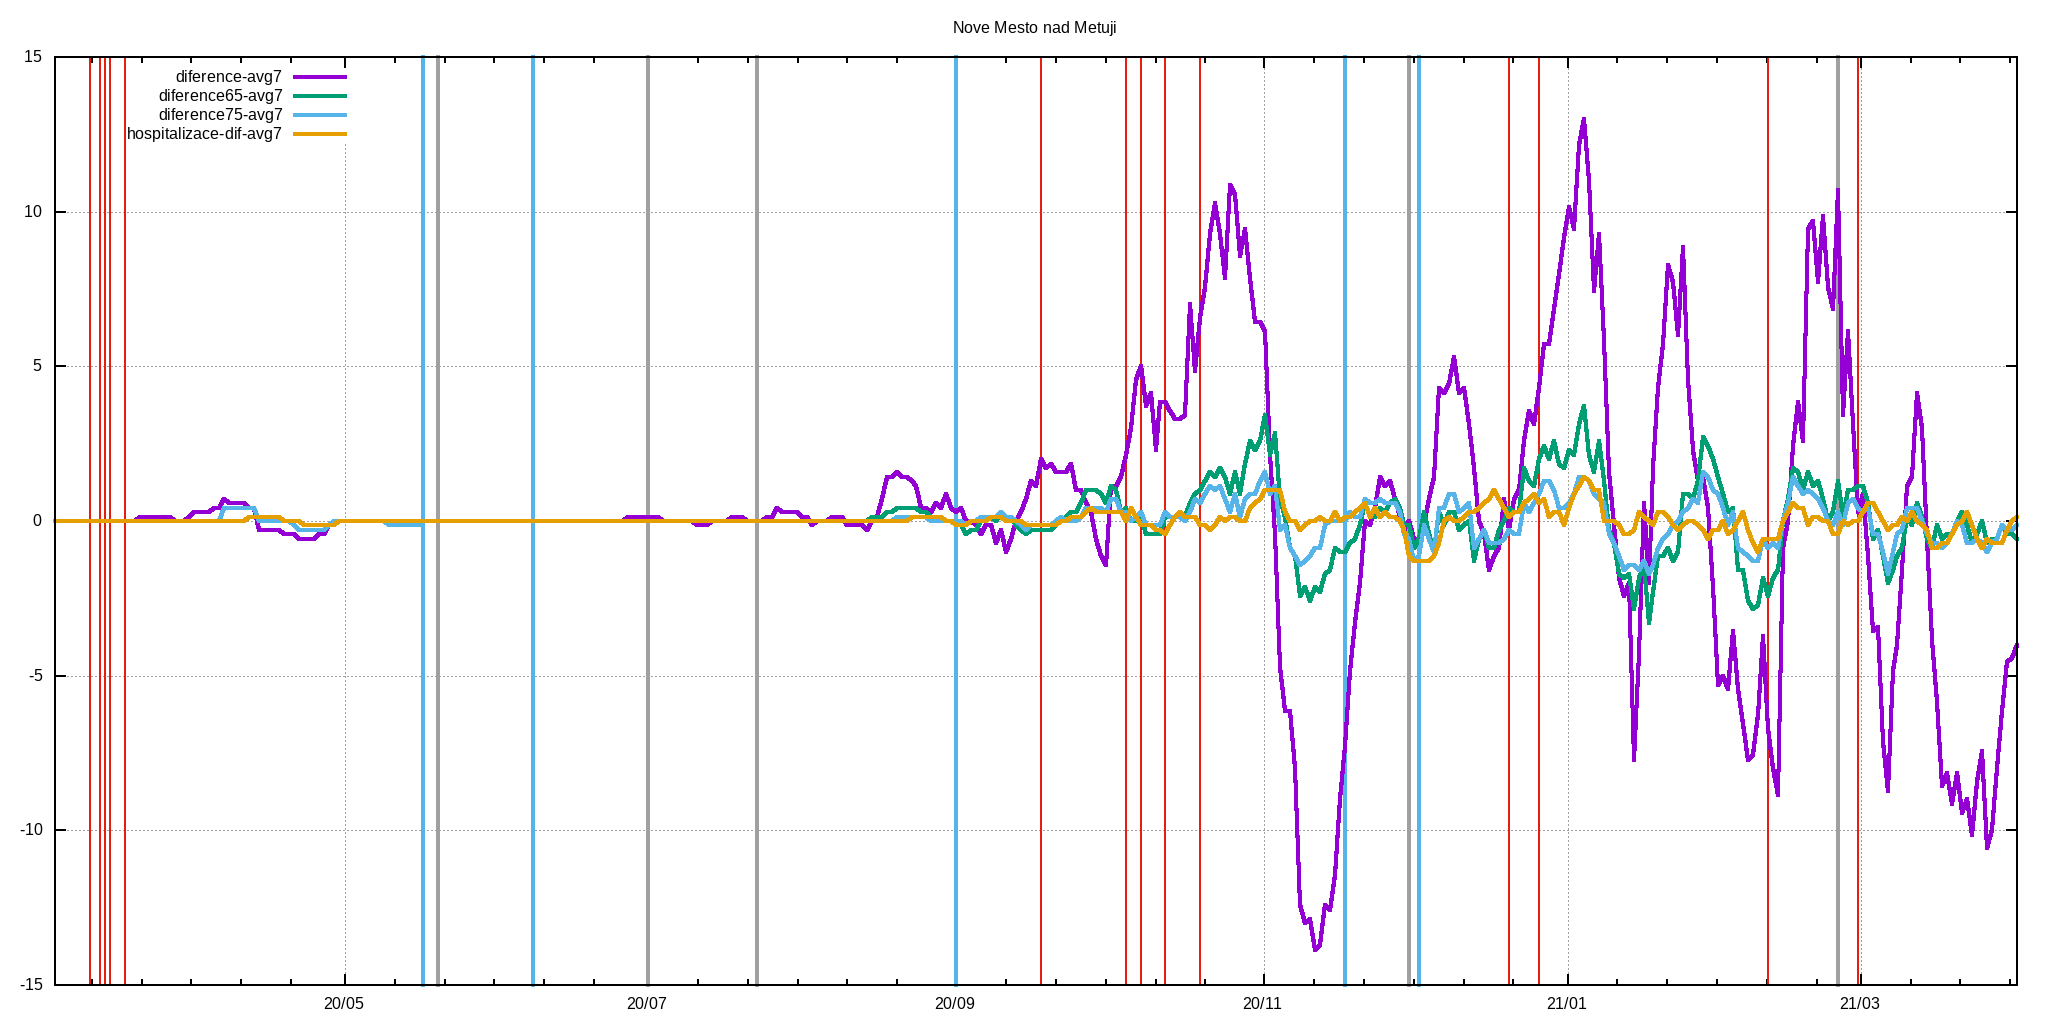 Nove Mesto nad Metuji
15
diference-avg7
diference65-avg7
diference75-avg7
hospitalizace-dif-avg7
10
5
0
-5
-10
-15
20/05
20/07
20/09
20/11
21/01
21/03